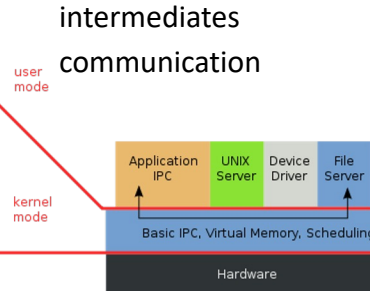 intermediates
communication
user
mode
Application
IPC
UNIX
Server
Device
Driver
File
Server
kernel
mode
Basic IPC, Virtual Memory, Scheduling
Hardware